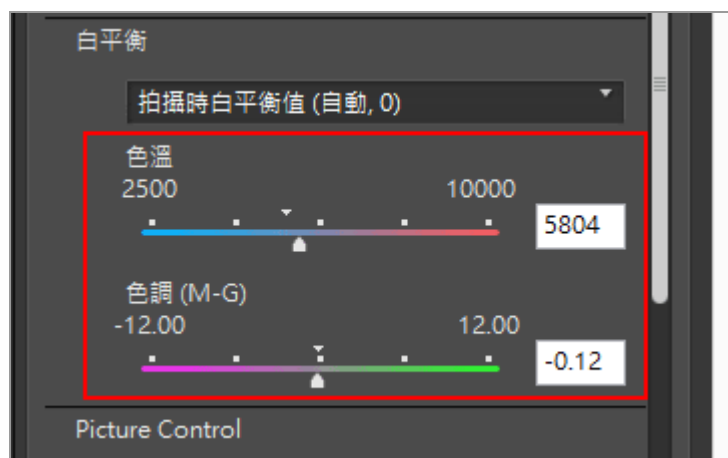 白平衡
拍攝時白平衡值 (自動, 0)
色溫
2500 10000
5804
色調 (M-G)
-12.00 12.00
-0.12
Picture Control